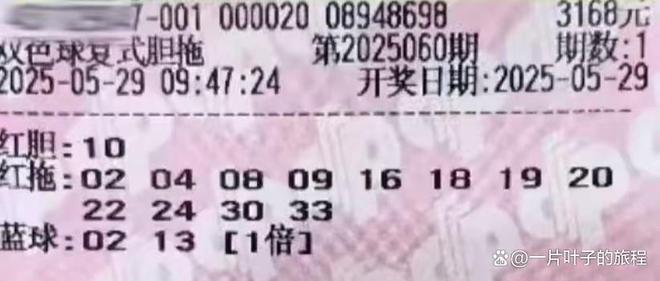 7-001 000020 08948698 3168元
双色球复式胆拖 第2025060期 期数:1
2025-05-29 09:47:24 开奖日期:2025-05-29
红胆:10
红拖:02 04 08 09 16 18 19 20
22 24 30 33
蓝球:02 13 [1倍]
@一片叶子的旅程